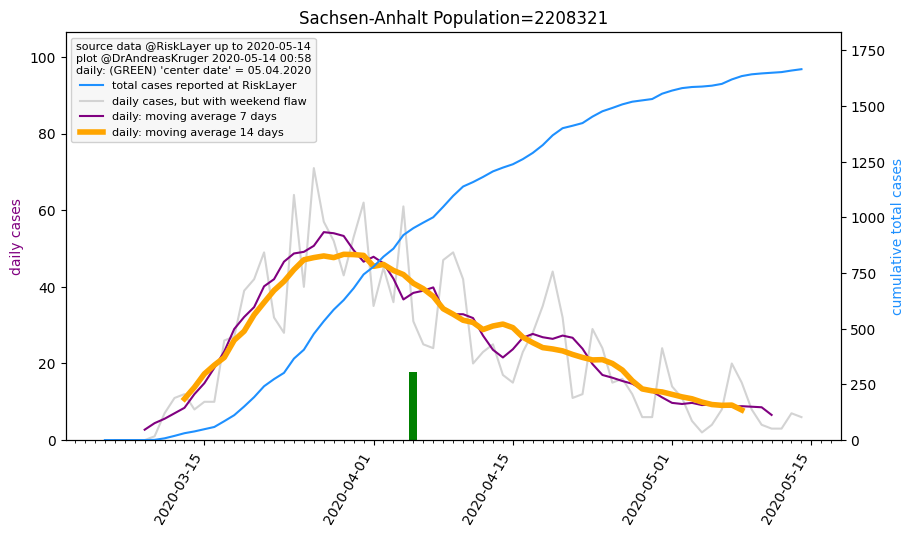 Sachsen-Anhalt Population=2208321
source data @RiskLayer up to 2020-05-14
plot @DrAndreasKruger 2020-05-14 00:58
daily: (GREEN) 'center date' = 05.04.2020
total cases reported at RiskLayer
daily cases, but with weekend flaw
daily: moving average 7 days
daily: moving average 14 days
daily cases
100
80
60
40
20
0
cumulative total cases
1750
1500
1250
1000
750
500
250
0
2020-03-15
2020-04-01
2020-04-15
2020-05-01
2020-05-15